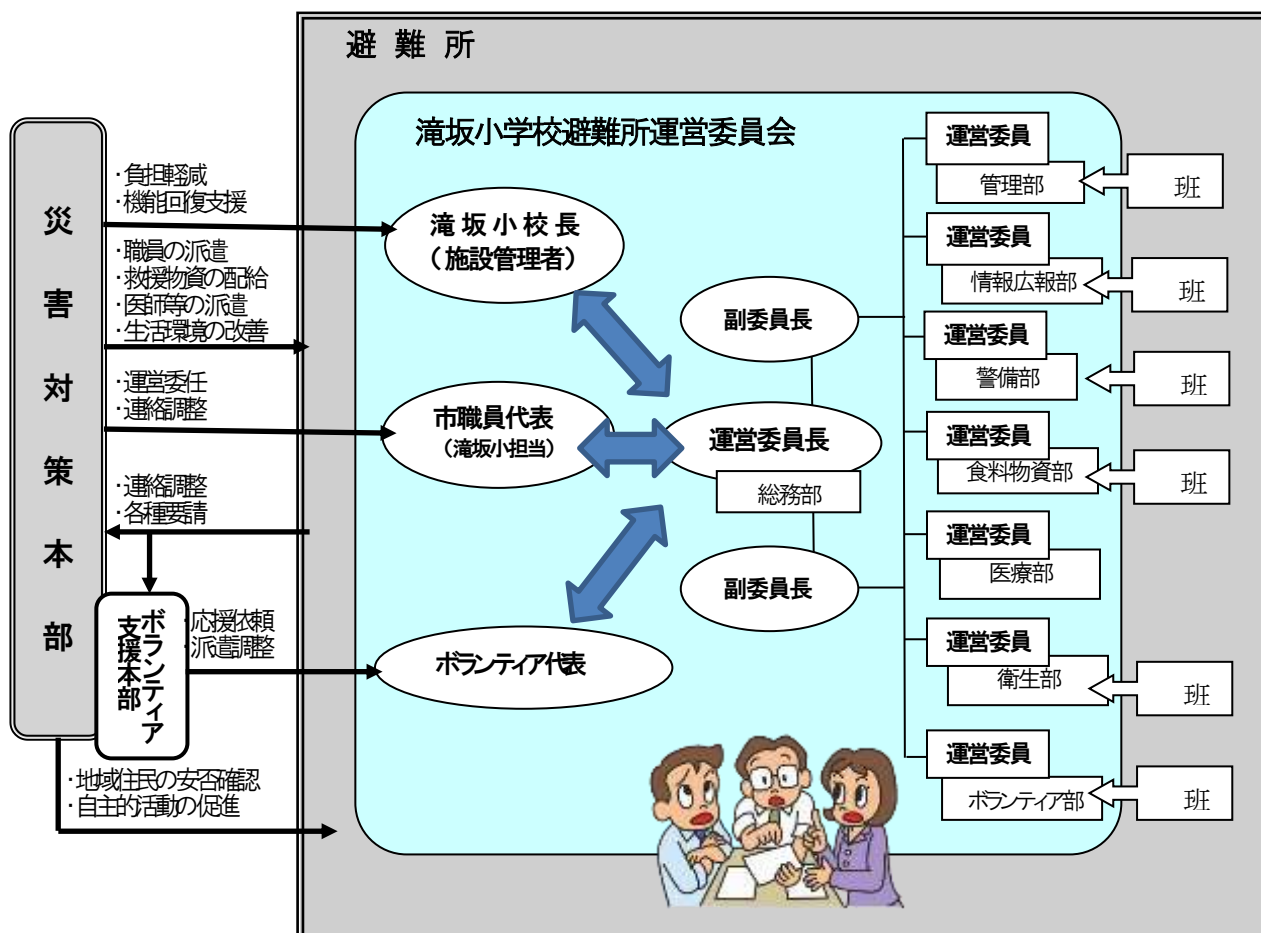 避難所
災害対策本部
・負担軽減
・機能回復支援
・職員の派遣
・救援物資の配給
・医師等の派遣
・生活環境の改善
・運営委任
・連絡調整
・連絡調整
・各種要請
ボランティア
支援本部
・応援依頼
・派遣調整
・地域住民の安否確認
・自主的活動の促進
滝坂小学校避難所運営委員会
滝坂小校長
(施設管理者)
市職員代表
(滝坂小担当)
ボランティア代表
副委員長
運営委員長
総務部
副委員長
運営委員
管理部
班
運営委員
情報広報部
班
運営委員
警備部
班
運営委員
食料物資部
班
運営委員
医療部
運営委員
衛生部
班
運営委員
ボランティア部
班